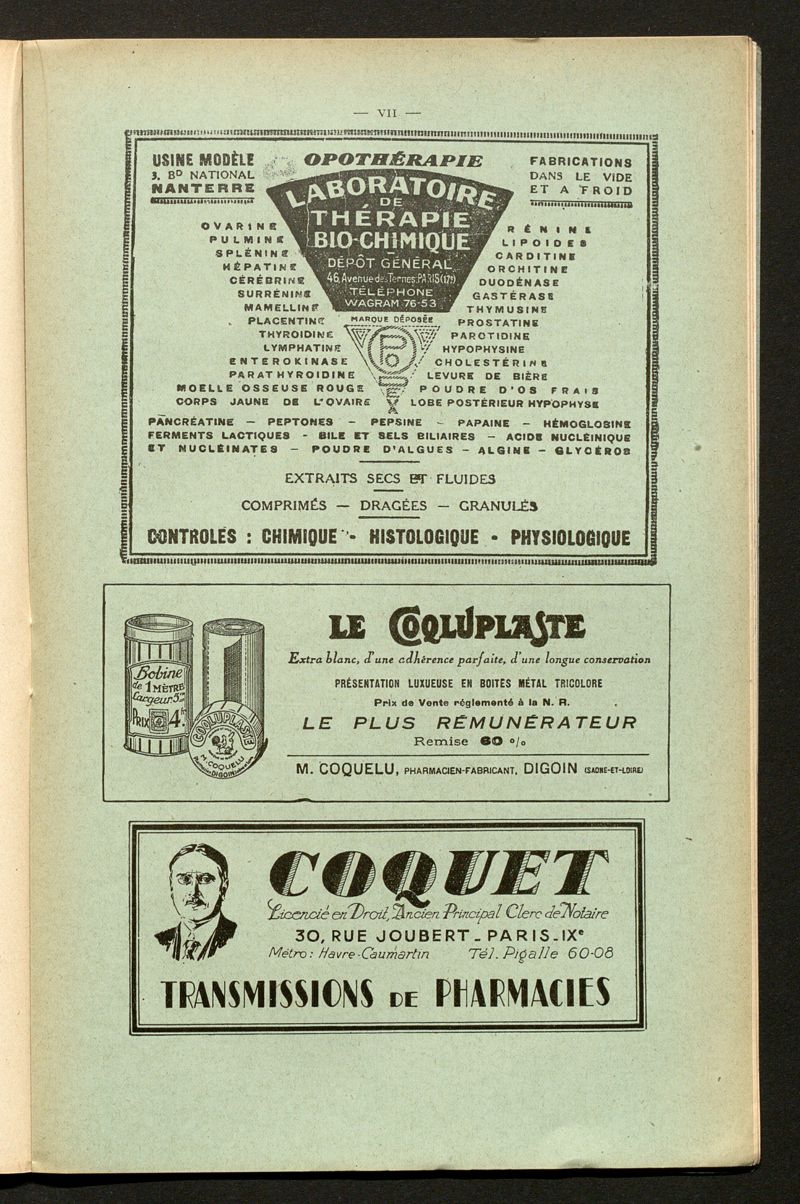 — VII —
USINE MODÈLE
3, BD NATIONAL
NANTERRE
OPOTHÉRAPIE
LABORATOIRE
DE
THÉRAPIE
BIO-CHIMIQUE
DÉPÔT GÉNÉRAL
46, Avenue des Ternes, PARIS (17e)
TÉLÉPHONE
WAGRAM 76-53
FABRICATIONS
DANS LE VIDE
ET A FROID
OVARINE
PULMINE
SPLÉNINE
HÉPATINE
CÉRÉBRINE
SURRÉNINE
MAMELLINE
PLACENTINE
THYROIDINE
LYMPHATINE
ENTEROKINASE
PARATHYROIDINE
MOELLE OSSEUSE ROUGE
CORPS JAUNE DE L'OVAIRE
MARQUE DÉPOSÉE
RÉNINE
LIPOIDES
CARDITINE
ORCHITINE
DUODÉNASE
GASTÉRASE
THYMUSINE
PROSTATINE
PAROTIDINE
HYPOPHYSINE
CHOLESTÉRINE
LEVURE DE BIÈRE
POUDRE D'OS FRAIS
LOBE POSTÉRIEUR HYPOPHYSE
PANCRÉATINE — PEPTONES — PEPSINE - PAPAINE — HÉMOGLOBINE
FERMENTS LACTIQUES - BILE ET SELS BILIAIRES — ACIDE NUCLÉINIQUE
ET NUCLÉINATES — POUDRE D'ALGUES — ALGINE — GLYCÉROS
EXTRAITS SECS ET FLUIDES
COMPRIMÉS — DRAGÉES — GRANULÉS
CONTROLES : CHIMIQUE - HISTOLOGIQUE - PHYSIOLOGIQUE
Bobine
de 1 MÈTRE
Largeur 5cm
PRIX 4fr
COQLUPLASTE
M. COQUELU
DIGOIN
LE COQLUPLASTE
Extra blanc, d'une adhérence parfaite, d'une longue conservation
PRÉSENTATION LUXUEUSE EN BOITES MÉTAL TRICOLORE
Prix de Vente réglementé à la N. R.
LE PLUS RÉMUNÉRATEUR
Remise 60 %
M. COQUELU, PHARMACIEN-FABRICANT, DIGOIN (SAONE-ET-LOIRE)
COQUET
Licencié en Droit, Ancien Principal Clerc de Notaire
30, RUE JOUBERT - PARIS-IXe
Métro : Havre-Caumartin Tél. Pigalle 60-08
TRANSMISSIONS DE PHARMACIES